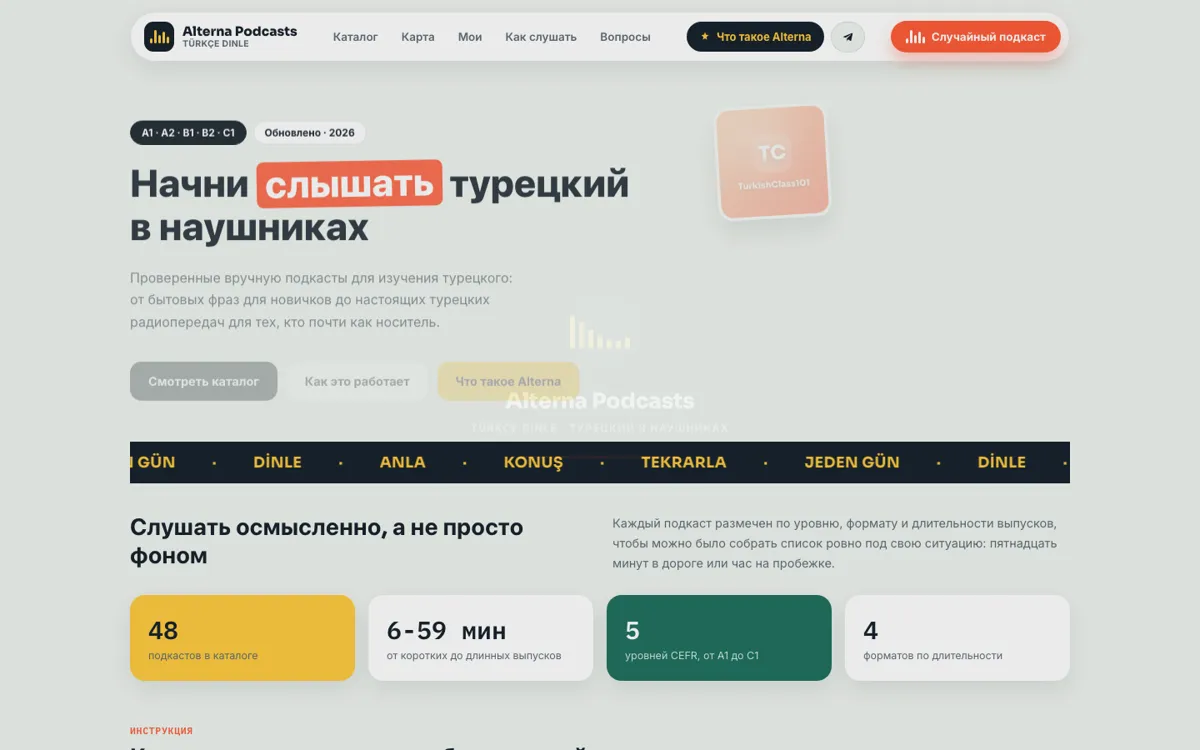 Alterna Podcasts
TÜRKÇE DINLE
Каталог
Карта
Мои
Как слушать
Вопросы
Что такое Alterna
Случайный подкаст
A1 · A2 · B1 · B2 · C1
Обновлено · 2026
Начни слышать турецкий
в наушниках
TC
TurkishClass101
Проверенные вручную подкасты для изучения турецкого:
от бытовых фраз для новичков до настоящих турецких
радиопередач для тех, кто почти как носитель.
Смотреть каталог
Как это работает
Что такое Alterna
Alterna Podcasts
GÜN · DİNLE · ANLA · KONUŞ · TEKRARLA · JEDEN GÜN · DİNLE ·
Слушать осмысленно, а не просто
фоном
Каждый подкаст размечен по уровню, формату и длительности выпусков,
чтобы можно было собрать список ровно под свою ситуацию: пятнадцать
минут в дороге или час на пробежке.
48
подкастов в каталоге
6-59 мин
от коротких до длинных выпусков
5
уровней CEFR, от A1 до C1
4
форматов по длительности
ИНСТРУКЦИЯ